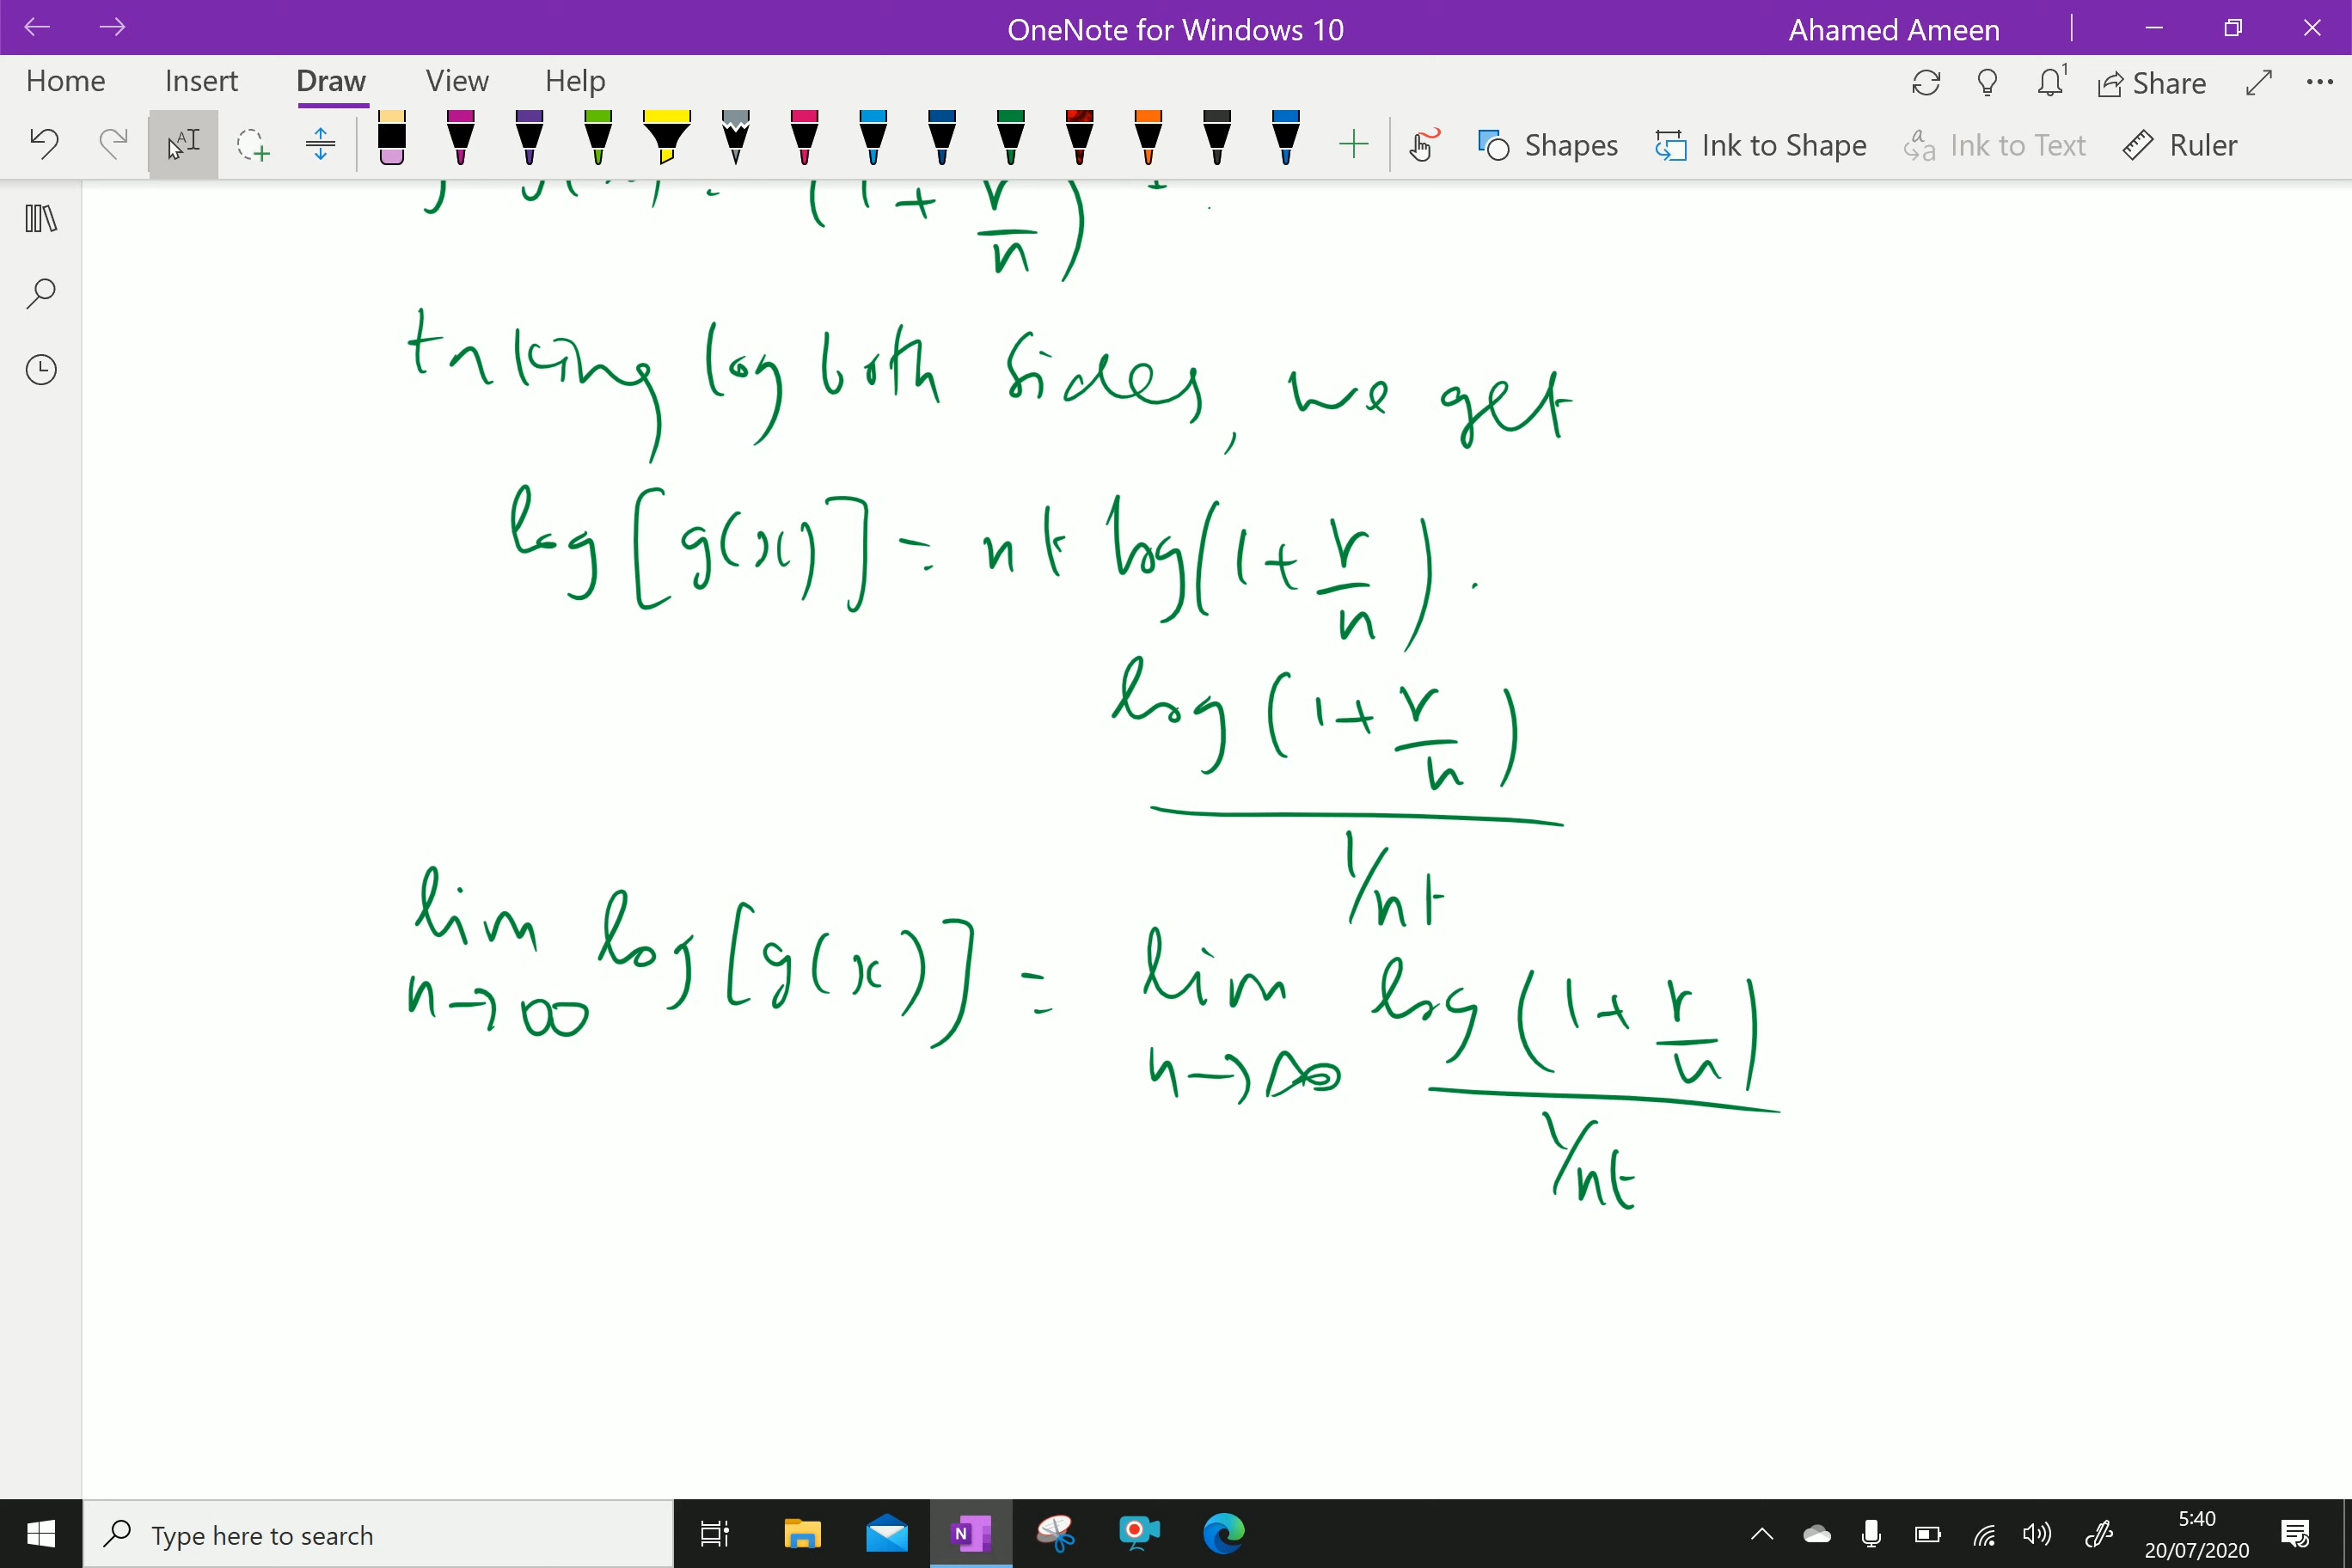 OneNote for Windows 10 Ahamed Ameen
Home Insert Draw View Help 1 Share
Shapes Ink to Shape Ink to Text Ruler
(1 + r/n)
taking log both sides, we get
log [g(x)] = nt log(1 + r/n).
log (1 + r/n)
1/nt
lim n→∞ log [g(x)] = lim n→∞ log (1 + r/n)
1/nt
Type here to search
5:40
20/07/2020